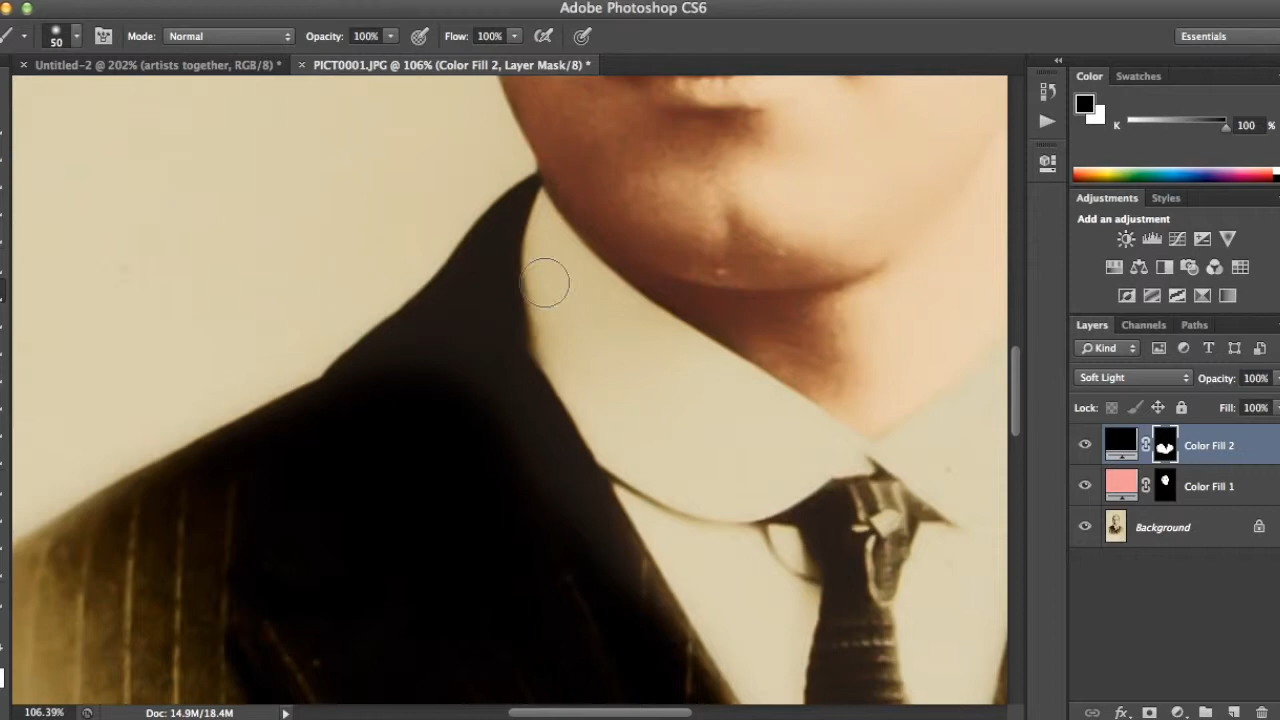 Adobe Photoshop CS6
50 Mode: Normal Opacity: 100% Flow: 100% Essentials
Untitled-2 @ 202% (artists together, RGB/8) * PICT0001.JPG @ 106% (Color Fill 2, Layer Mask/8) *
Color Swatches
K 100 %
Adjustments Styles
Add an adjustment
Layers Channels Paths
Kind
Soft Light Opacity: 100%
Lock: Fill: 100%
Color Fill 2
Color Fill 1
Background
106.39% Doc: 14.9M/18.4M